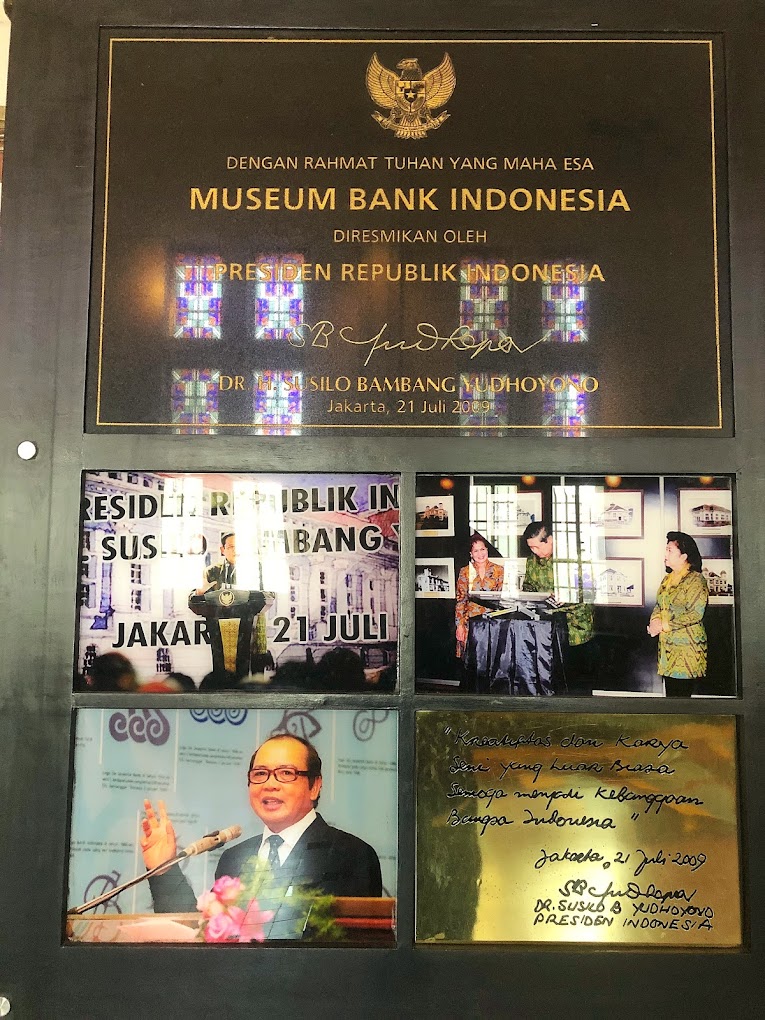 DENGAN RAHMAT TUHAN YANG MAHA ESA
MUSEUM BANK INDONESIA
DIRESMIKAN OLEH
PRESIDEN REPUBLIK INDONESIA
DR. H. SUSILO BAMBANG YUDHOYONO
Jakarta, 21 Juli 2009
RESIDEN REPUBLIK IN
SUSILO BAMBANG Y
JAKAR 21 JULI
"Kreativitas dan Karya
Seni yang Luar Biasa
Semoga menjadi Kebanggaan
Bangsa Indonesia"
Jakarta, 21 Juli 2009
DR. SUSILO B YUDHOYONO
PRESIDEN INDONESIA